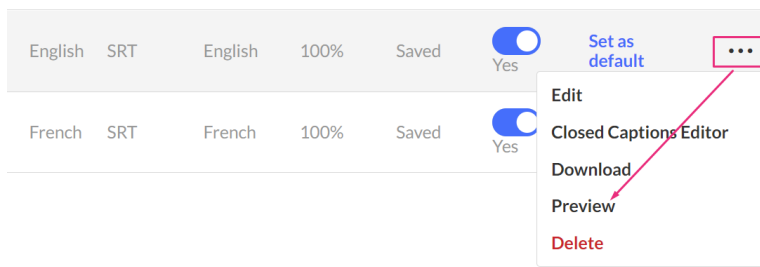 English SRT English 100% Saved Yes Set as default ...
Edit
French SRT French 100% Saved Yes Closed Captions Editor
Download
Preview
Delete